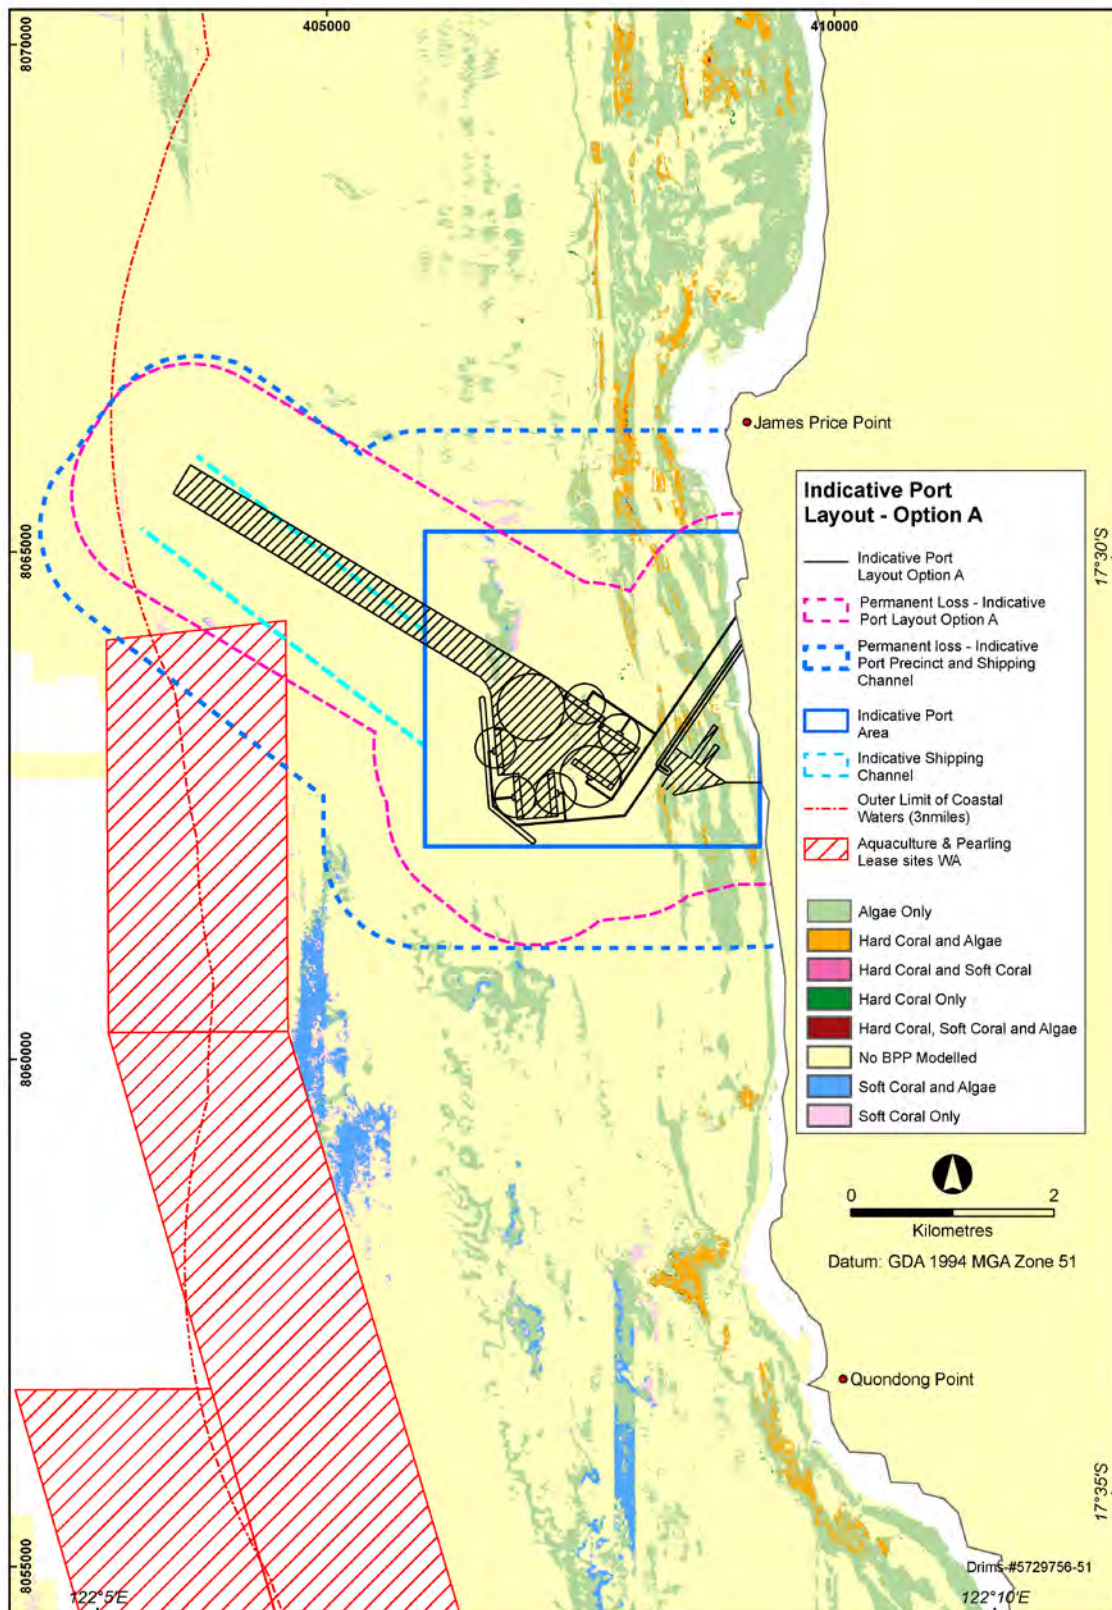 405000
410000
8070000
James Price Point
Indicative Port
Layout - Option A
Indicative Port
Layout Option A
Permanent Loss - Indicative
Port Layout Option A
Permanent loss - Indicative
Port Precinct and Shipping
Channel
Indicative Port
Area
Indicative Shipping
Channel
Outer Limit of Coastal
Waters (3nmiles)
Aquaculture & Pearling
Lease sites WA
Algae Only
Hard Coral and Algae
Hard Coral and Soft Coral
Hard Coral Only
Hard Coral, Soft Coral and Algae
No BPP Modelled
Soft Coral and Algae
Soft Coral Only
8065000
17°30'S
8060000
0 2
Kilometres
Datum: GDA 1994 MGA Zone 51
Quondong Point
17°35'S
8055000
Drims-#5729756-51
122°5'E
122°10'E